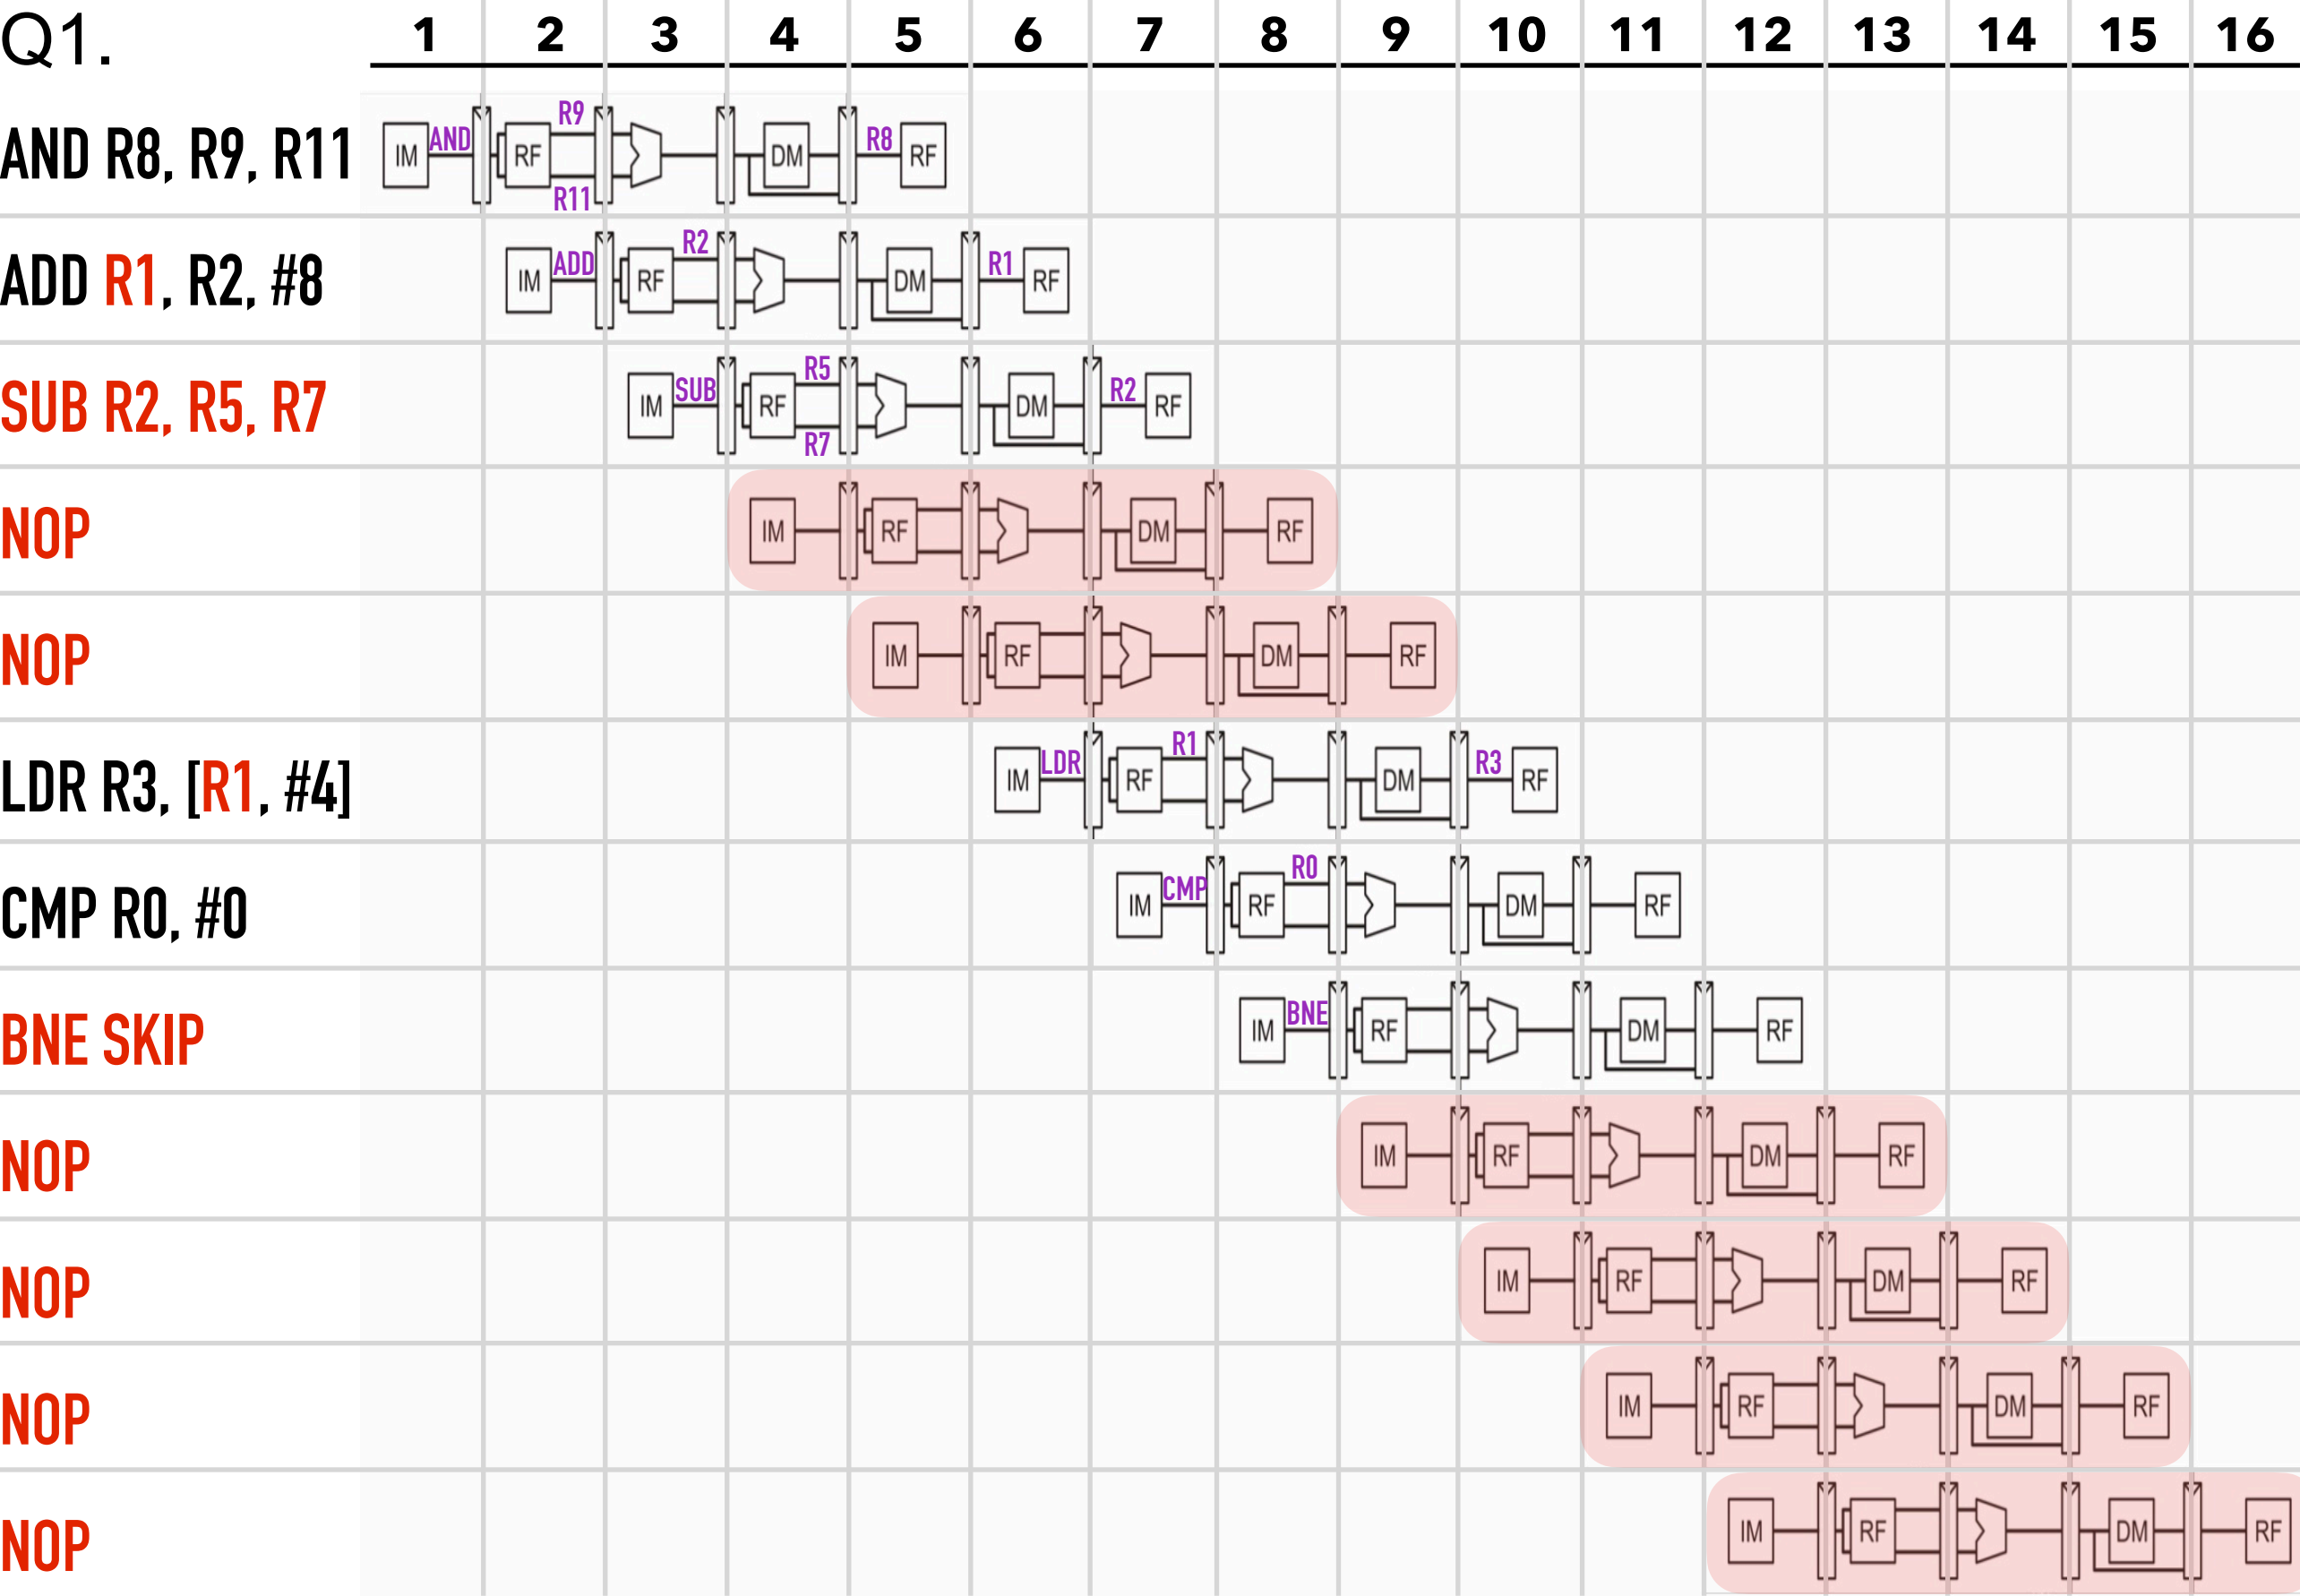 Q1. 1 2 3 4 5 6 7 8 9 10 11 12 13 14 15 16
AND R8, R9, R11 IM AND RF R9 R11 DM R8 RF
ADD R1, R2, #8 IM ADD RF R2 DM R1 RF
SUB R2, R5, R7 IM SUB RF R5 R7 DM R2 RF
NOP IM RF DM RF
NOP IM RF DM RF
LDR R3, [R1, #4] IM LDR RF R1 DM R3 RF
CMP R0, #0 IM CMP RF R0 DM RF
BNE SKIP IM BNE RF DM RF
NOP IM RF DM RF
NOP IM RF DM RF
NOP IM RF DM RF
NOP IM RF DM RF